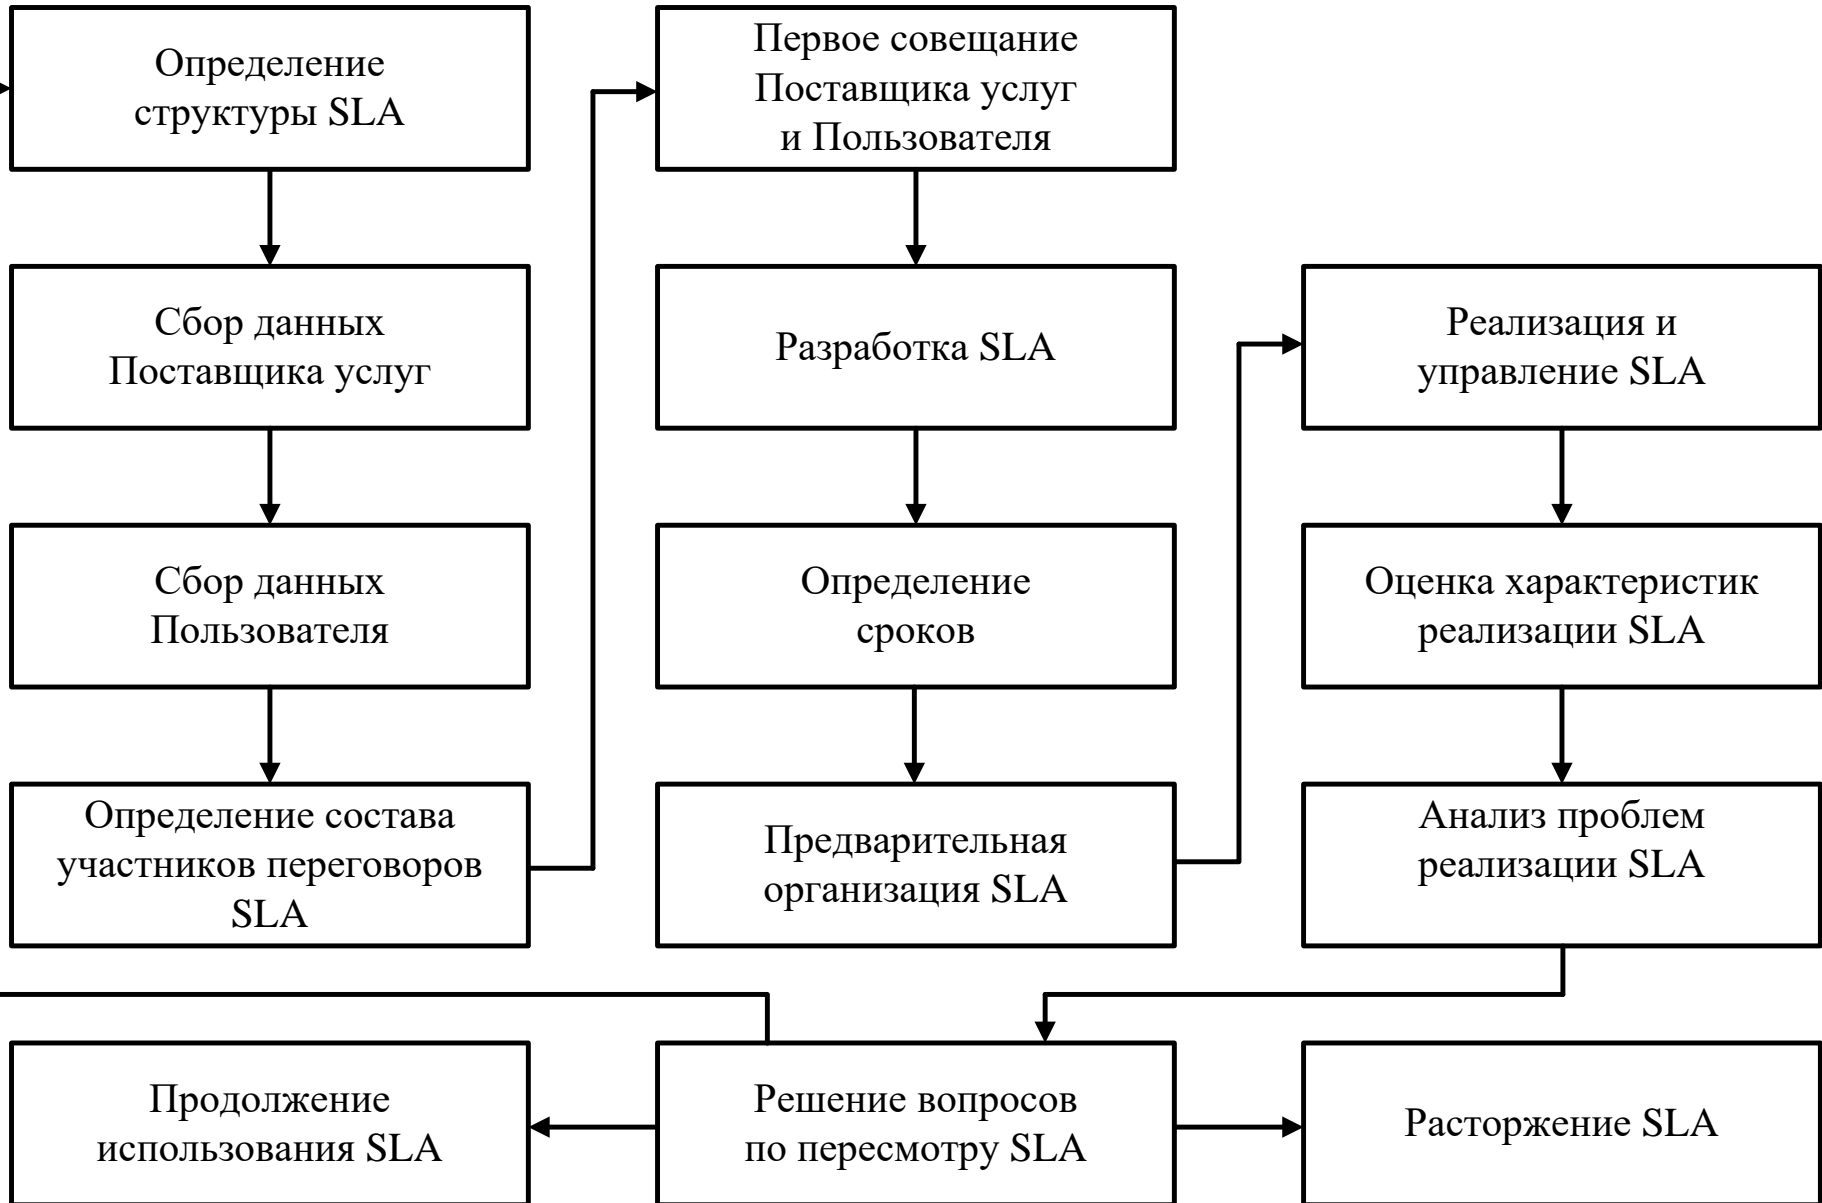 Определение
структуры SLA
Сбор данных
Поставщика услуг
Сбор данных
Пользователя
Определение состава
участников переговоров
SLA
Первое совещание
Поставщика услуг
и Пользователя
Разработка SLA
Определение
сроков
Предварительная
организация SLA
Реализация и
управление SLA
Оценка характеристик
реализации SLA
Анализ проблем
реализации SLA
Продолжение
использования SLA
Решение вопросов
по пересмотру SLA
Расторжение SLA